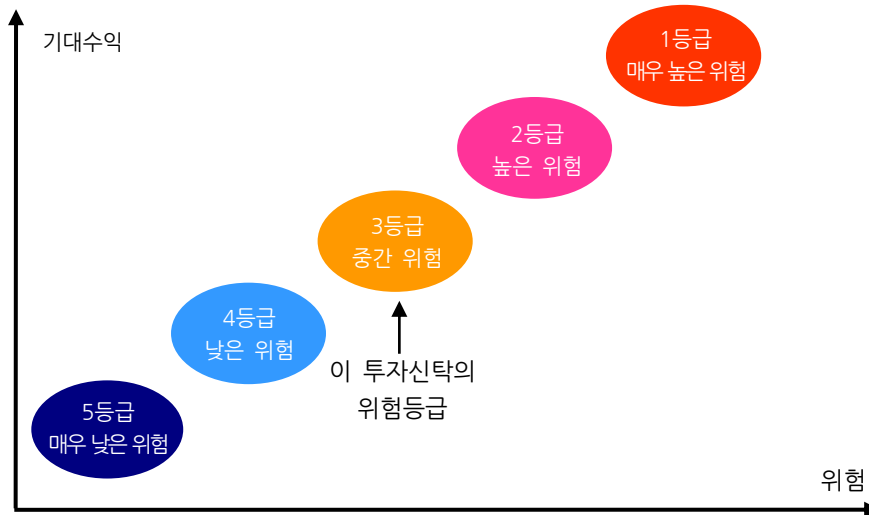 기대수익
1등급
매우 높은 위험
2등급
높은 위험
3등급
중간 위험
4등급
낮은 위험
이 투자신탁의
위험등급
5등급
매우 낮은 위험
위험